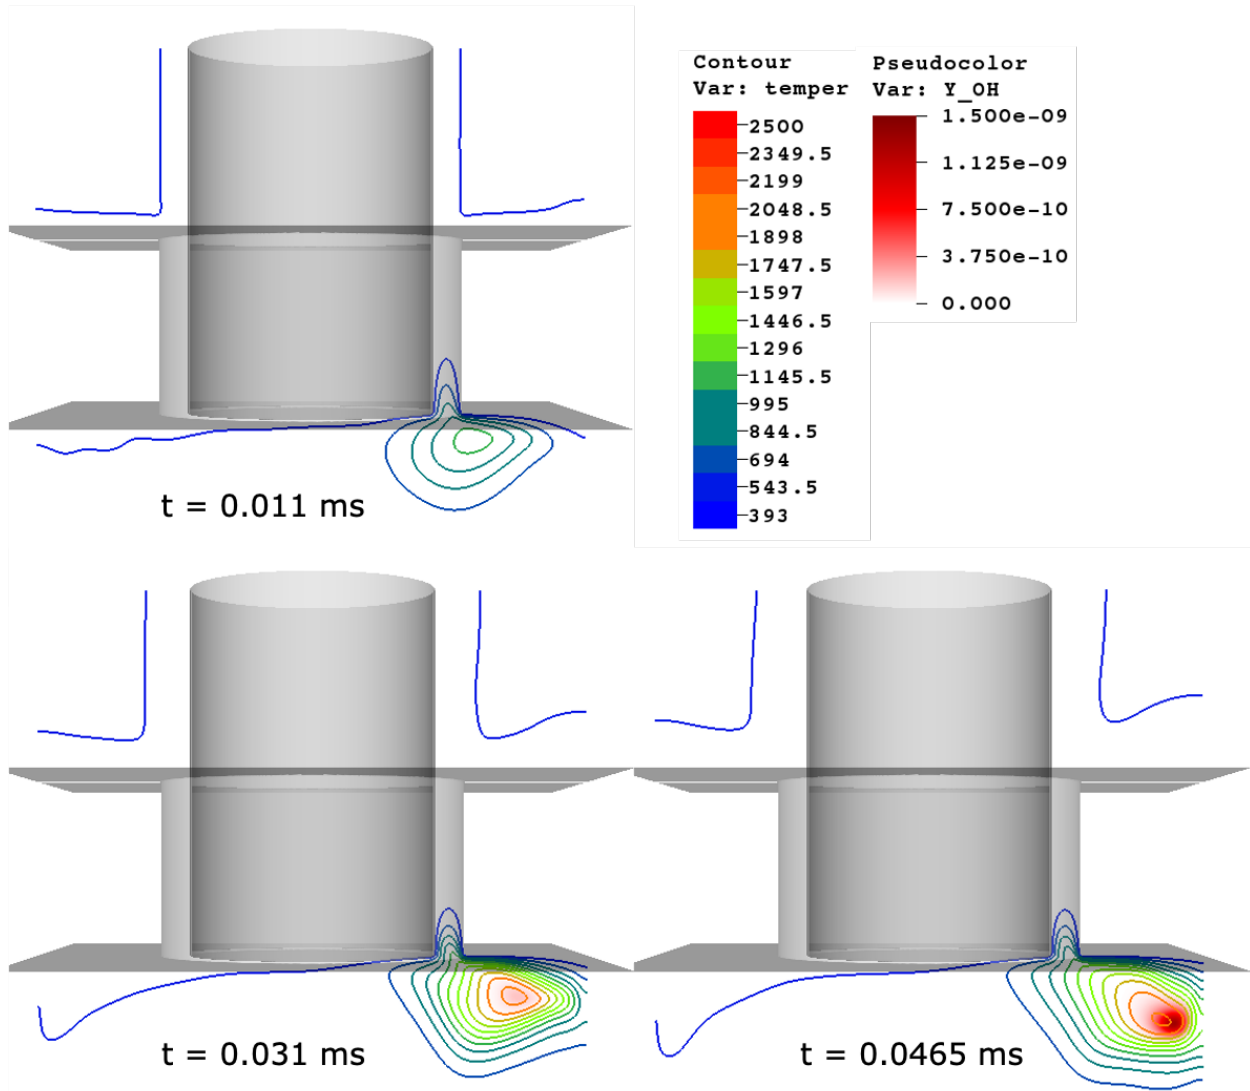 Contour
Var: temper
2500
2349.5
2199
2048.5
1898
1747.5
1597
1446.5
1296
1145.5
995
844.5
694
543.5
393
Pseudocolor
Var: Y_OH
1.500e-09
1.125e-09
7.500e-10
3.750e-10
0.000
t = 0.011 ms
t = 0.031 ms
t = 0.0465 ms